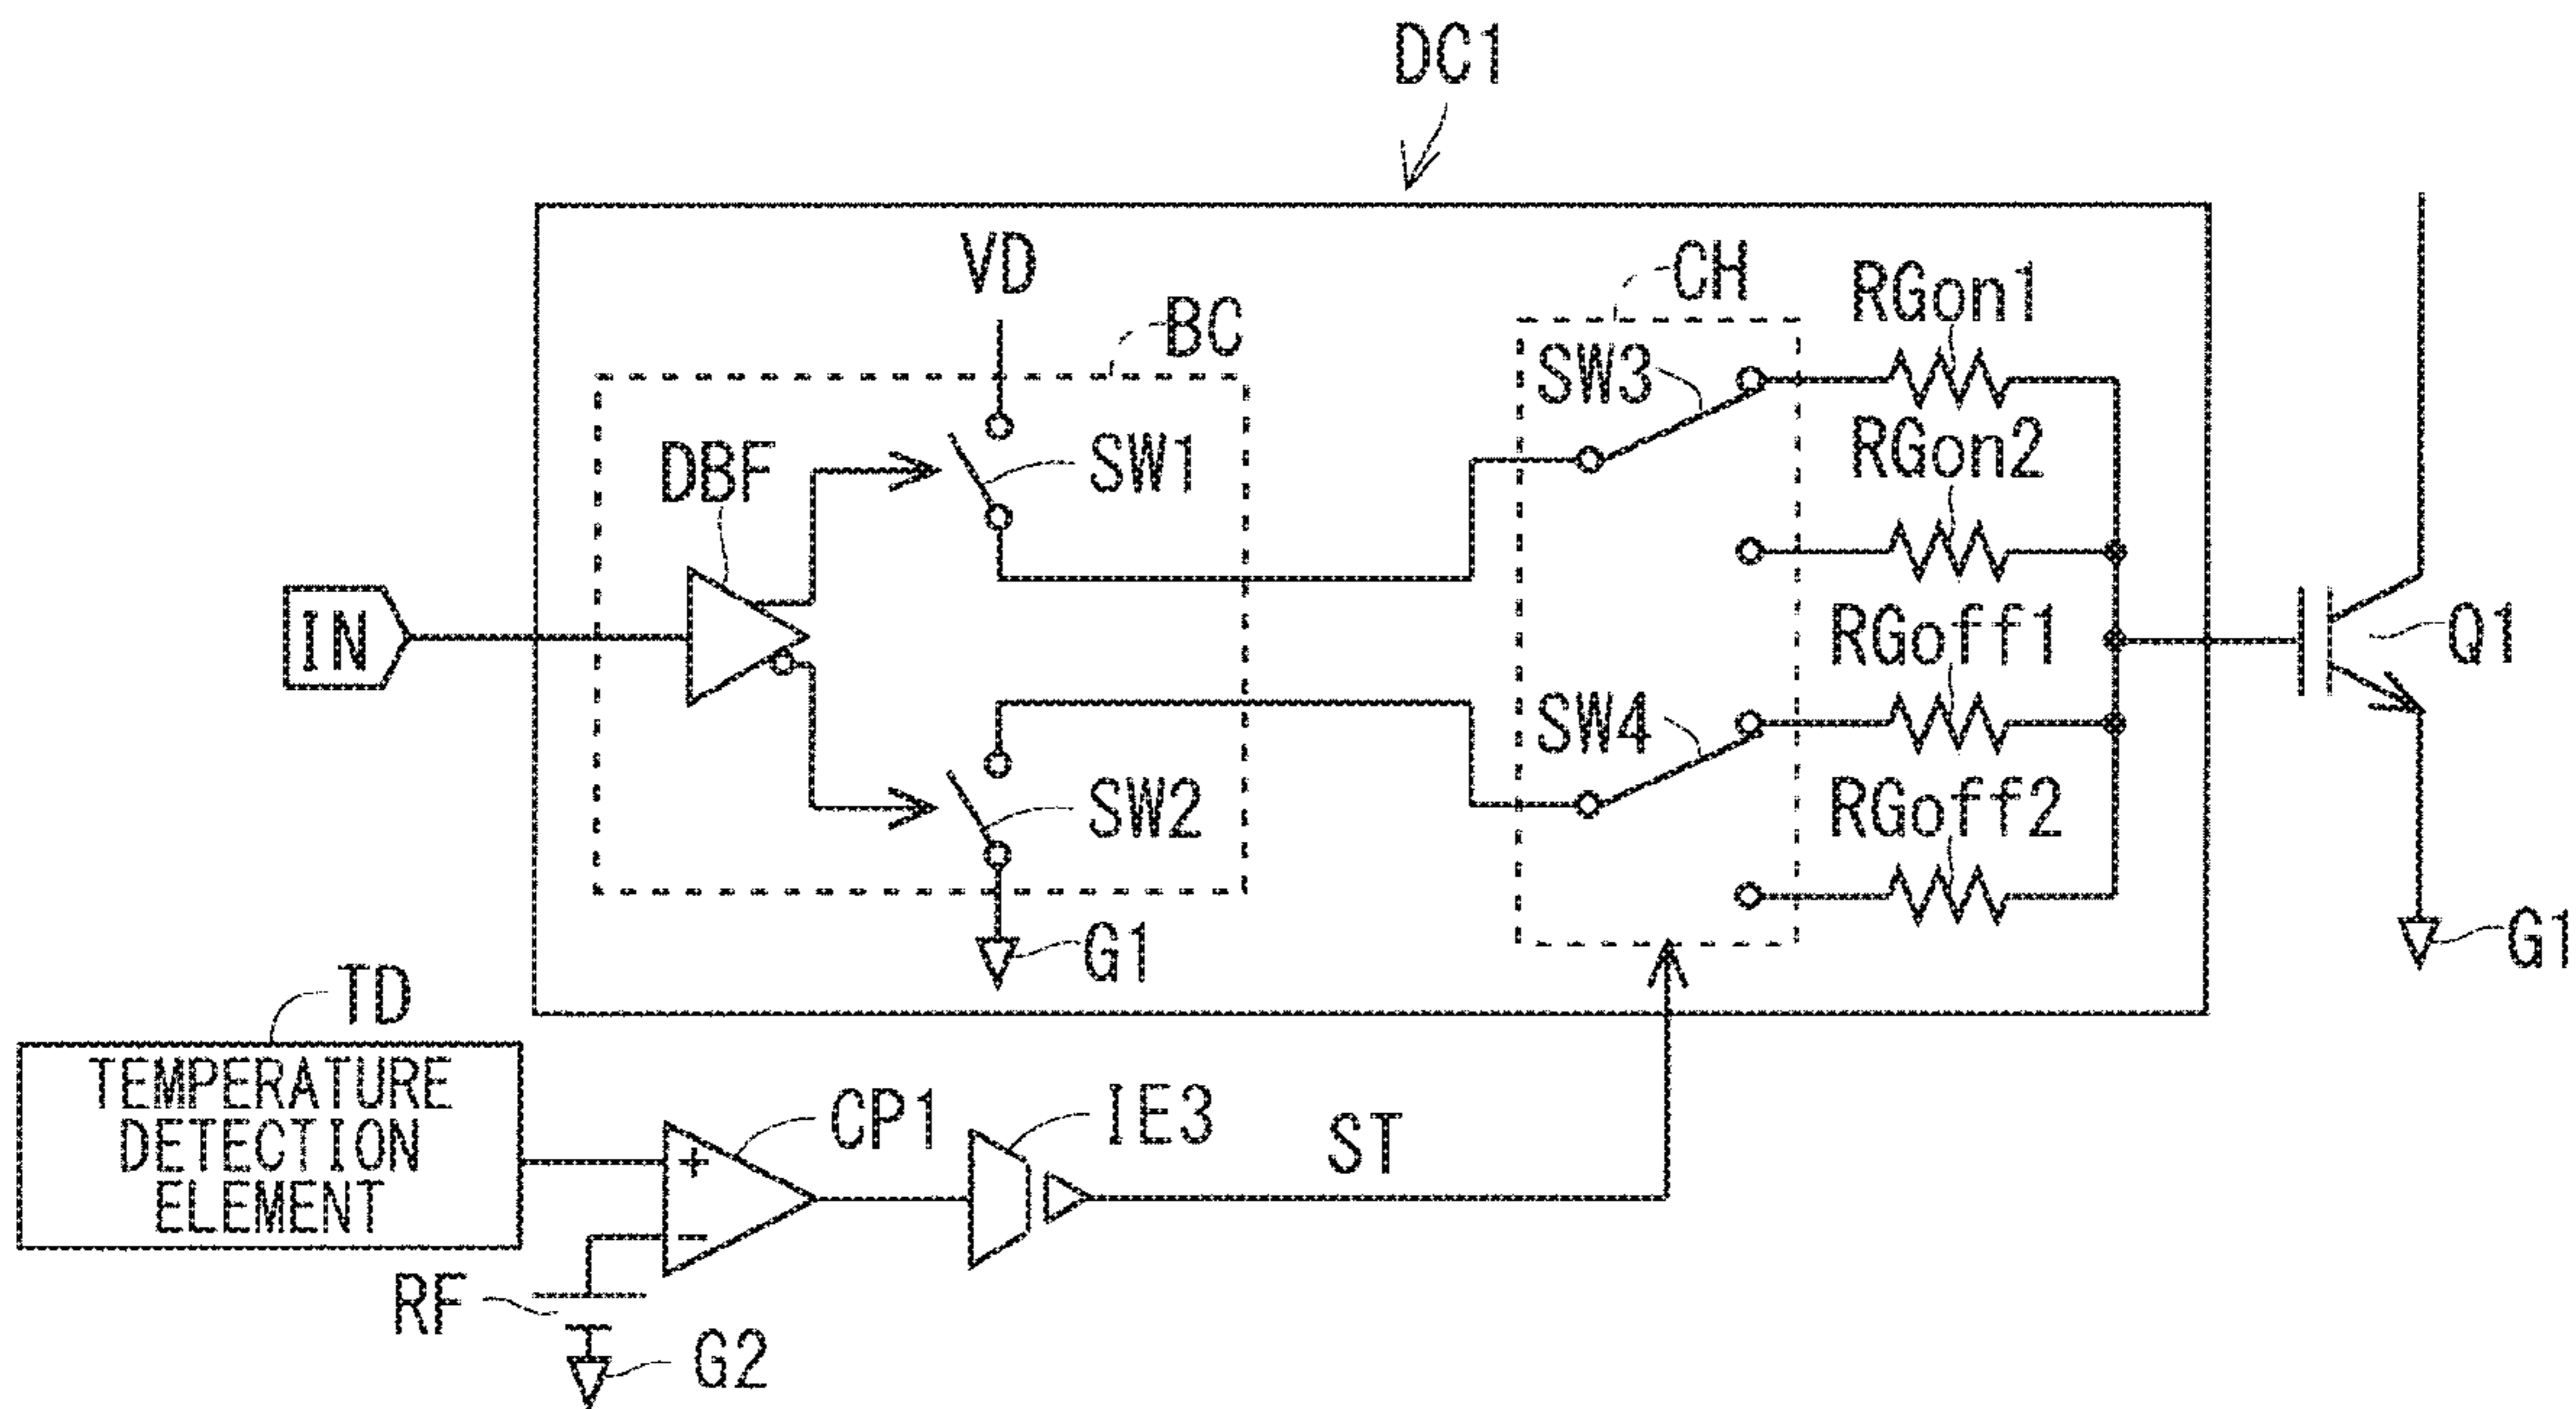 DC1
VD
BC
CH
RGon1
SW3
RGon2
DBF
SW1
IN
RGoff1
Q1
SW4
RGoff2
SW2
G1
G1
TD
TEMPERATURE
DETECTION
ELEMENT
CP1
IE3
ST
+
−
RF
G2